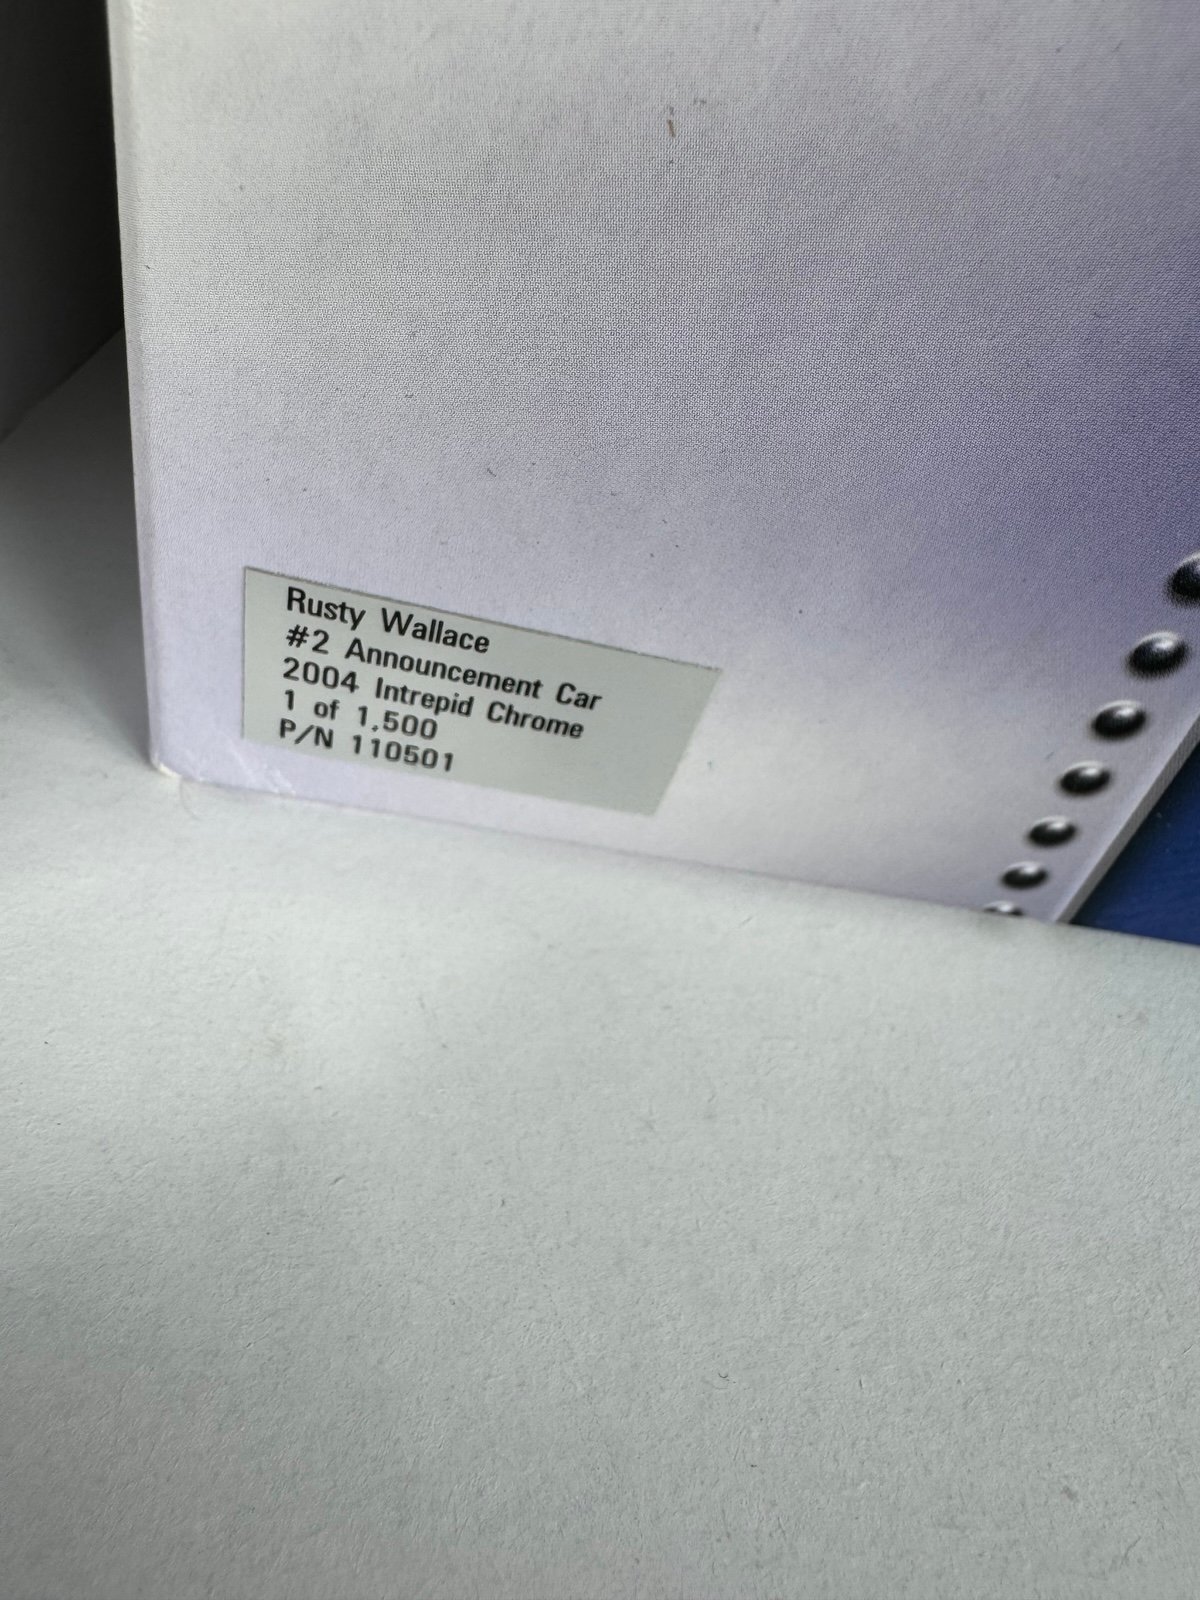 Rusty Wallace
#2 Announcement Car
2004 Intrepid Chrome
1 of 1,500
P/N 110501